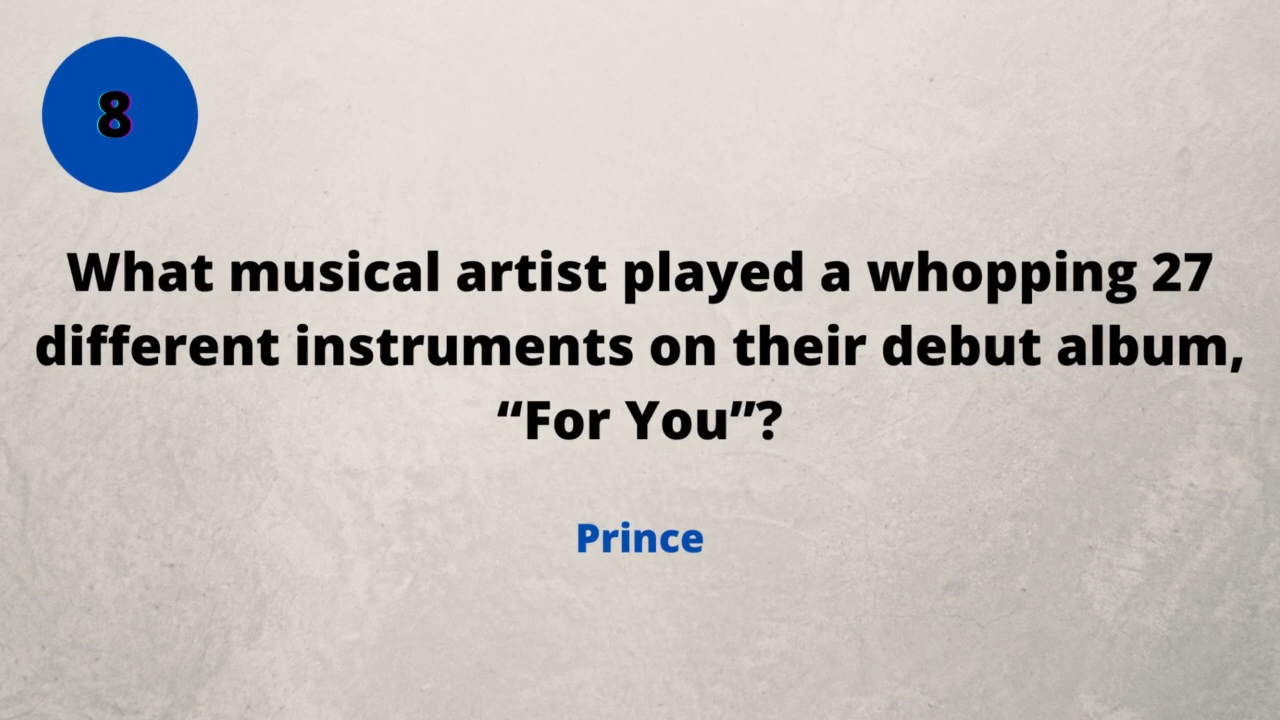 8
What musical artist played a whopping 27
different instruments on their debut album,
“For You”?
Prince